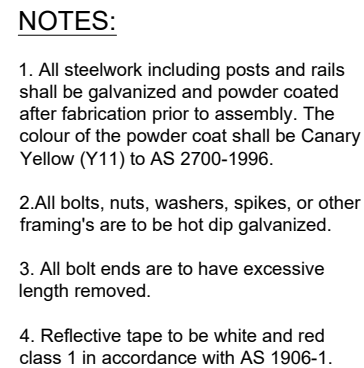 NOTES:
1. All steelwork including posts and rails
shall be galvanized and powder coated
after fabrication prior to assembly. The
colour of the powder coat shall be Canary
Yellow (Y11) to AS 2700-1996.
2.All bolts, nuts, washers, spikes, or other
framing's are to be hot dip galvanized.
3. All bolt ends are to have excessive
length removed.
4. Reflective tape to be white and red
class 1 in accordance with AS 1906-1.